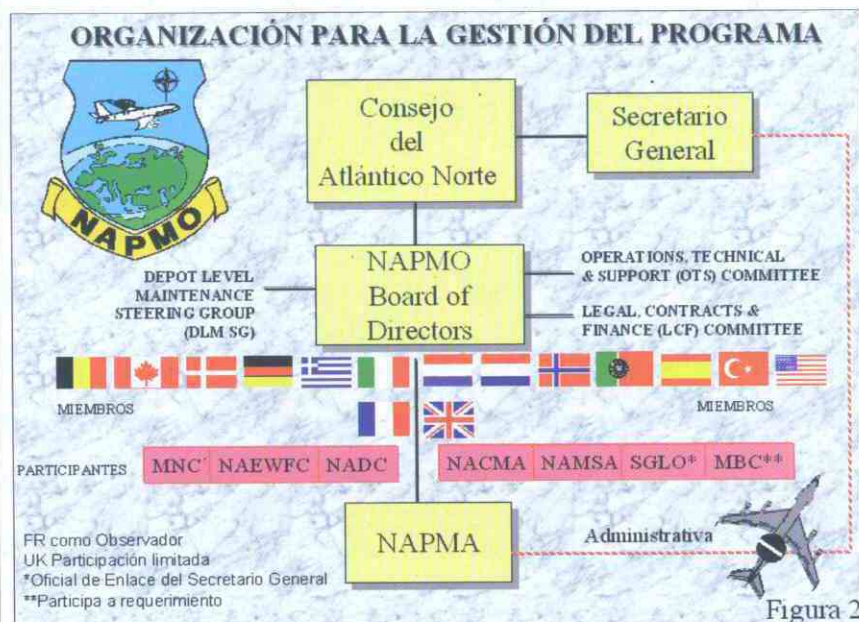 ORGANIZACIÓN PARA LA GESTIÓN DEL PROGRAMA
NAPMO
Consejo
del
Atlántico Norte
Secretario
General
DEPOT LEVEL
MAINTENANCE
STEERING GROUP
(DLM SG)
NAPMO
Board of
Directors
OPERATIONS, TECHNICAL
& SUPPORT (OTS) COMMITTEE
LEGAL, CONTRACTS &
FINANCE (LCF) COMMITTEE
MIEMBROS
MIEMBROS
PARTICIPANTES
MNC´ NAEWFC NADC
NACMA NAMSA SGLO* MBC**
NAPMA
Administrativa
FR como Observador
UK Participación limitada
*Oficial de Enlace del Secretario General
**Participa a requerimiento
Figura 2